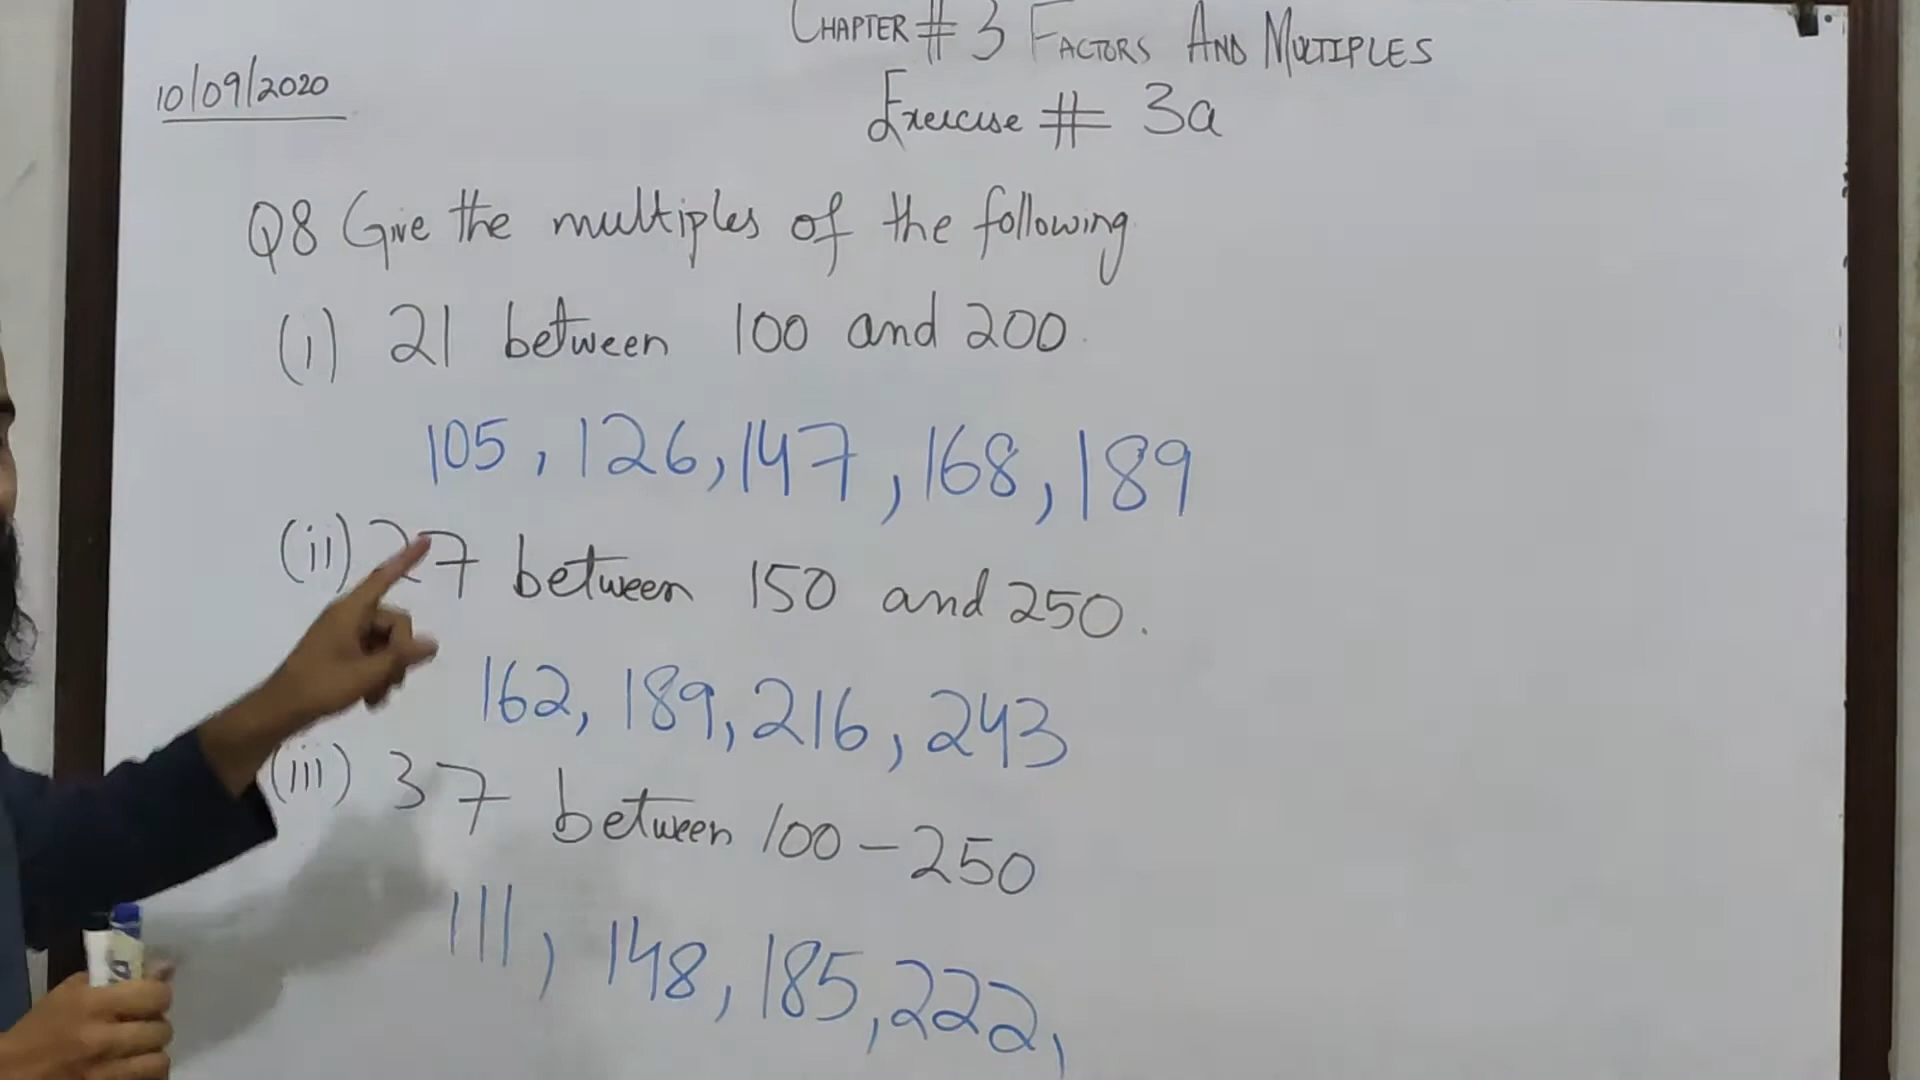 CHAPTER # 3 FACTORS AND MULTIPLES
10/09/2020
Exercise # 3a
Q8 Give the multiples of the following
(i) 21 between 100 and 200.
105, 126, 147, 168, 189
(ii) 27 between 150 and 250.
162, 189, 216, 243
(iii) 37 between 100-250
111, 148, 185, 222,